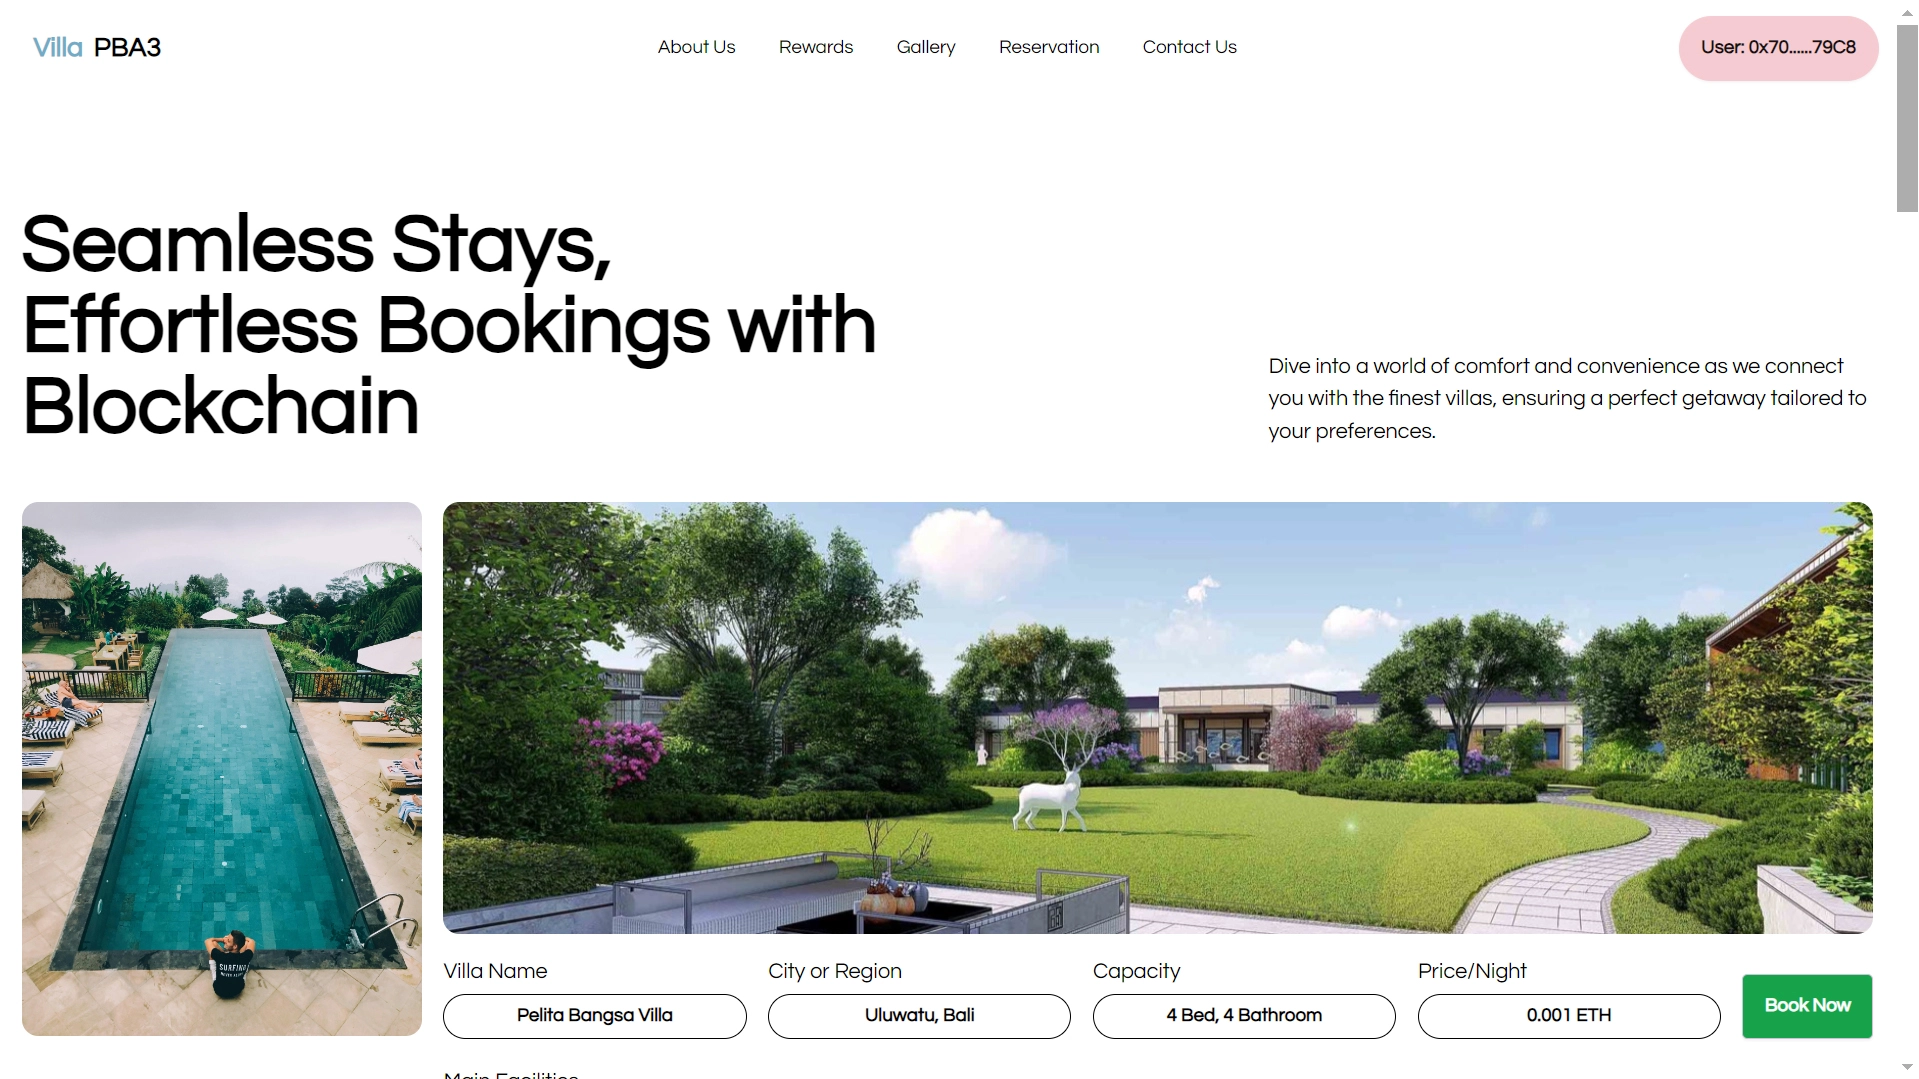 Villa PBA3
About Us
Rewards
Gallery
Reservation
Contact Us
User: 0x70......79C8
Seamless Stays,
Effortless Bookings with
Blockchain
Dive into a world of comfort and convenience as we connect
you with the finest villas, ensuring a perfect getaway tailored to
your preferences.
SURFING
Villa Name
Pelita Bangsa Villa
City or Region
Uluwatu, Bali
Capacity
4 Bed, 4 Bathroom
Price/Night
0.001 ETH
Book Now
Main Facilities